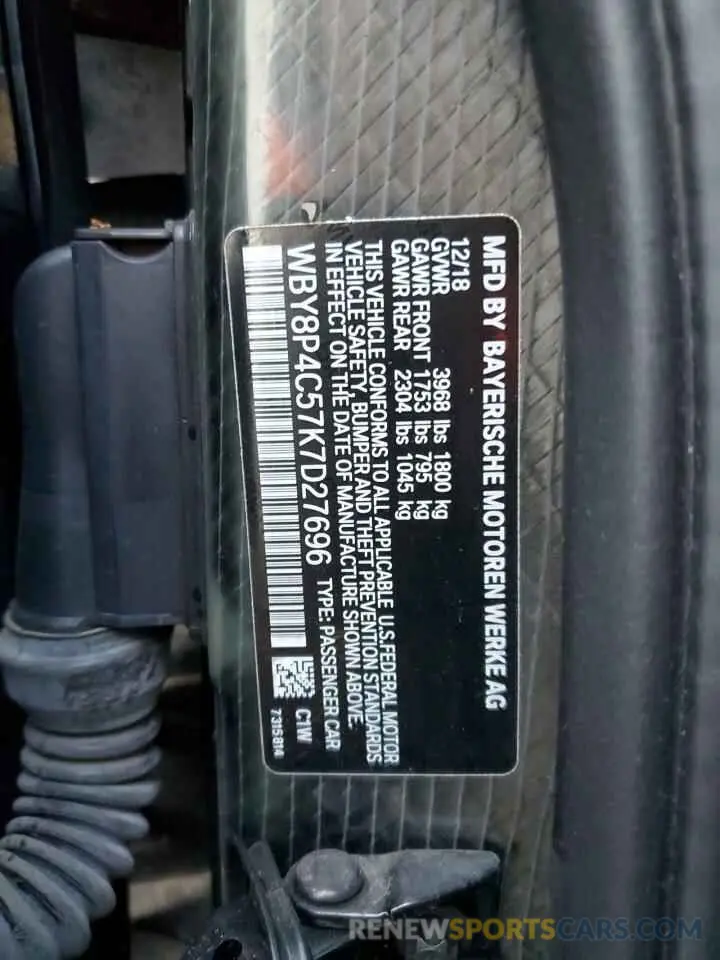 MFD BY BAYERISCHE MOTOREN WERKE AG
12/18
GVWR 3968 lbs 1800 kg
GAWR FRONT 1753 lbs 795 kg
GAWR REAR 2304 lbs 1045 kg
THIS VEHICLE CONFORMS TO ALL APPLICABLE U.S.FEDERAL MOTOR
VEHICLE SAFETY, BUMPER AND THEFT PREVENTION STANDARDS
IN EFFECT ON THE DATE OF MANUFACTURE SHOWN ABOVE.
WBY8P4C57K7D27696 TYPE: PASSENGER CAR
C1W
7315814
RENEWSPORTSCARS.COM